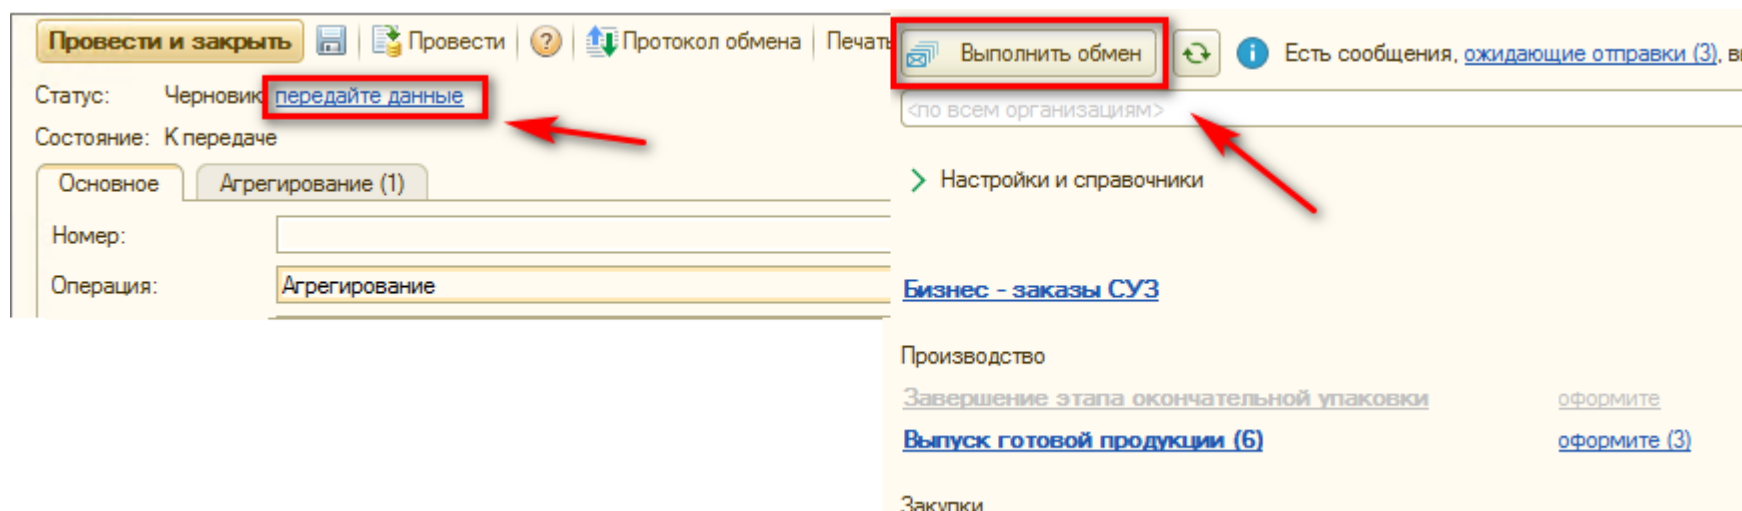 Провести и закрыть Провести Протокол обмена Печать
Статус: Черновик передайте данные
Состояние: К передаче
Основное Агрегирование (1)
Номер:
Операция: Агрегирование
Выполнить обмен Есть сообщения, ожидающие отправки (3),
<по всем организациям>
Настройки и справочники
Бизнес - заказы СУЗ
Производство
Завершение этапа окончательной упаковки оформите
Выпуск готовой продукции (6) оформите (3)
Закупки